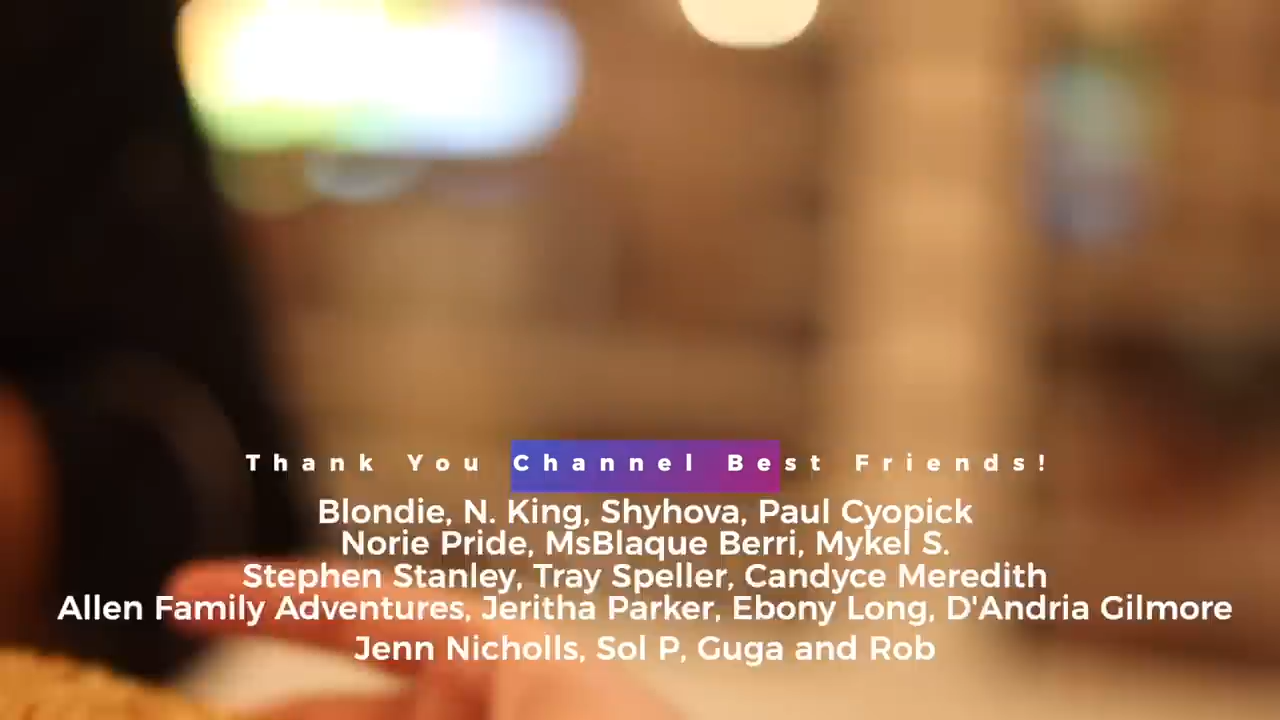 Thank You Channel Best Friends!
Blondie, N. King, Shyhova, Paul Cyopick
Norie Pride, MsBlaque Berri, Mykel S.
Stephen Stanley, Tray Speller, Candyce Meredith
Allen Family Adventures, Jeritha Parker, Ebony Long, D'Andria Gilmore
Jenn Nicholls, Sol P, Guga and Rob